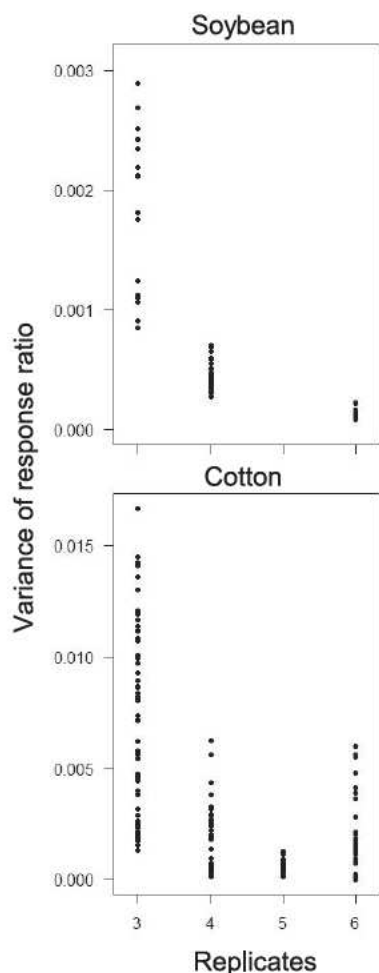 Soybean
0.003
0.002
0.001
0.000
Variance of response ratio
Cotton
0.015
0.010
0.005
0.000
3 4 5 6
Replicates